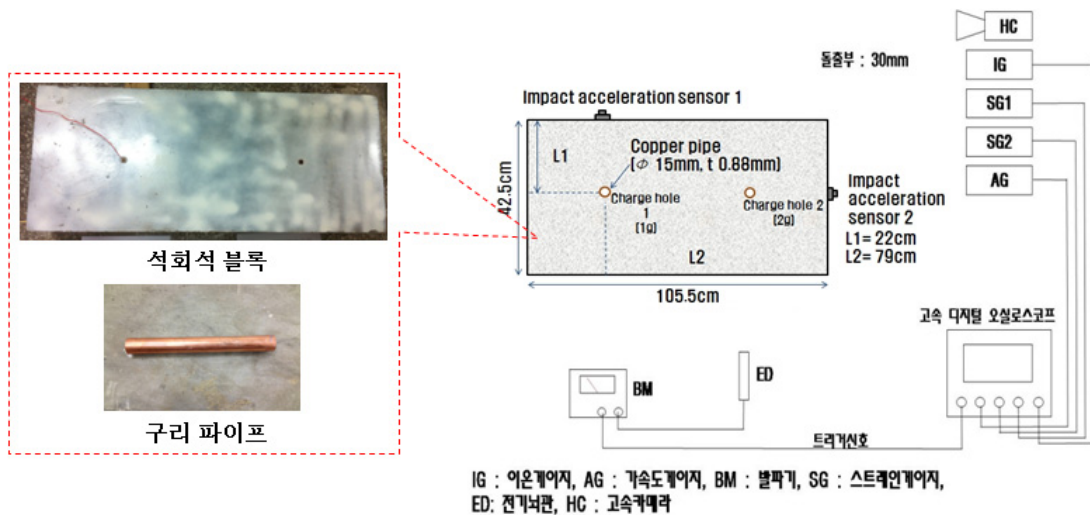 HC
돌출부 : 30mm
IG
SG1
SG2
AG
Impact acceleration sensor 1
L1
Copper pipe
(Φ 15mm, t 0.88mm)
42.5cm
Charge hole
1
(1g)
Charge hole 2
(2g)
Impact
acceleration
sensor 2
L1= 22cm
L2= 79cm
L2
105.5cm
석회석 블록
구리 파이프
고속 디지털 오실로스코프
BM
ED
트리거신호
IG : 이온게이지, AG : 가속도게이지, BM : 발파기, SG : 스트레인게이지,
ED: 전기뇌관, HC : 고속카메라